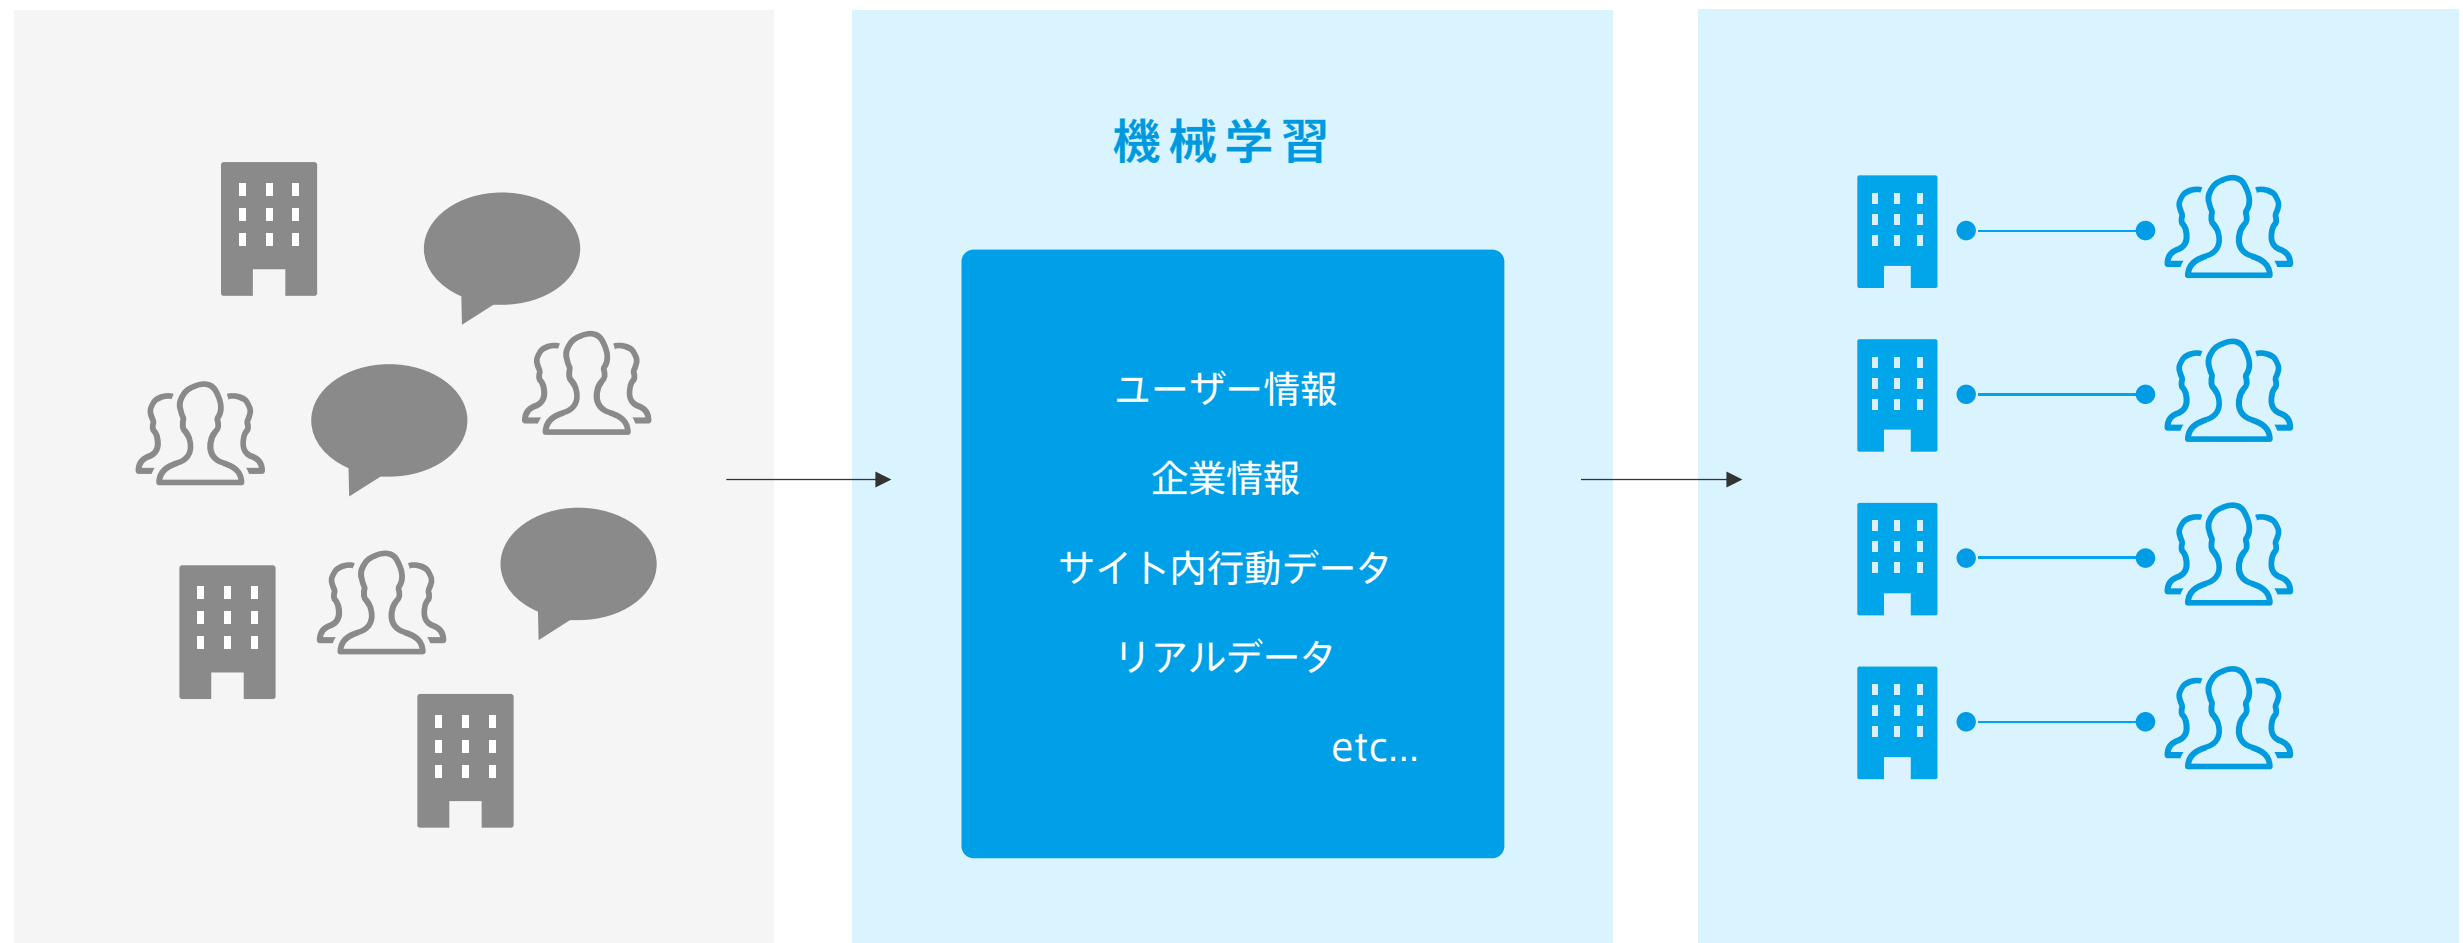 機械学習
ユーザー情報
企業情報
サイト内行動データ
リアルデータ
etc...